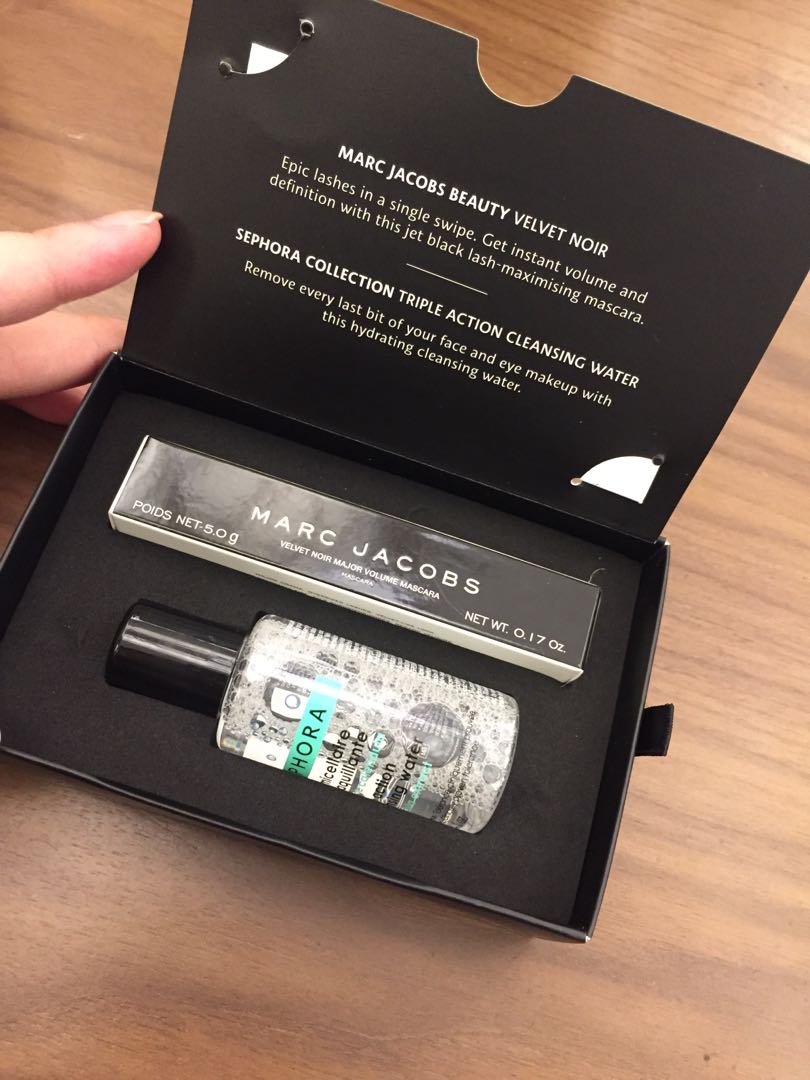 MARC JACOBS BEAUTY VELVET NOIR
Epic lashes in a single swipe. Get instant volume and
definition with this jet black lash-maximising mascara.
SEPHORA COLLECTION TRIPLE ACTION CLEANSING WATER
Remove every last bit of your face and eye makeup with
this hydrating cleansing water.
POIDS NET-5.0 g
MARC JACOBS
VELVET NOIR MAJOR VOLUME MASCARA
MASCARA
NET WT. 0.17 Oz.
PHORA
micellaire
action
water